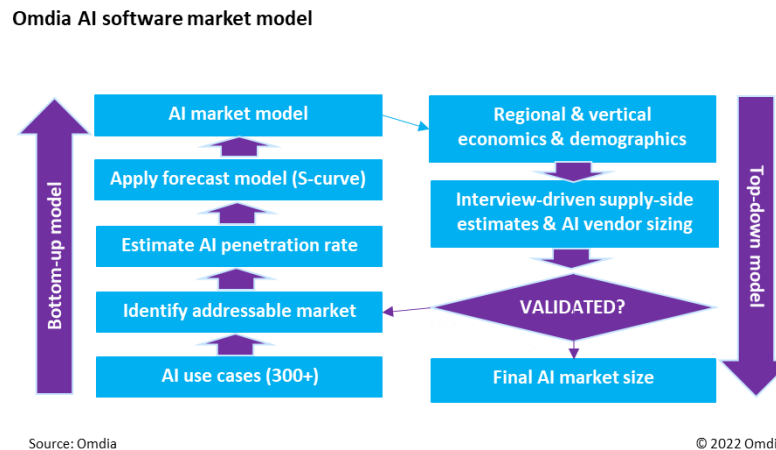 Omdia AI software market model
Bottom-up model
AI market model
Apply forecast model (S-curve)
Estimate AI penetration rate
Identify addressable market
AI use cases (300+)
Regional & vertical
economics & demographics
Interview-driven supply-side
estimates & AI vendor sizing
VALIDATED?
Final AI market size
Top-down model
Source: Omdia
© 2022 Omdi